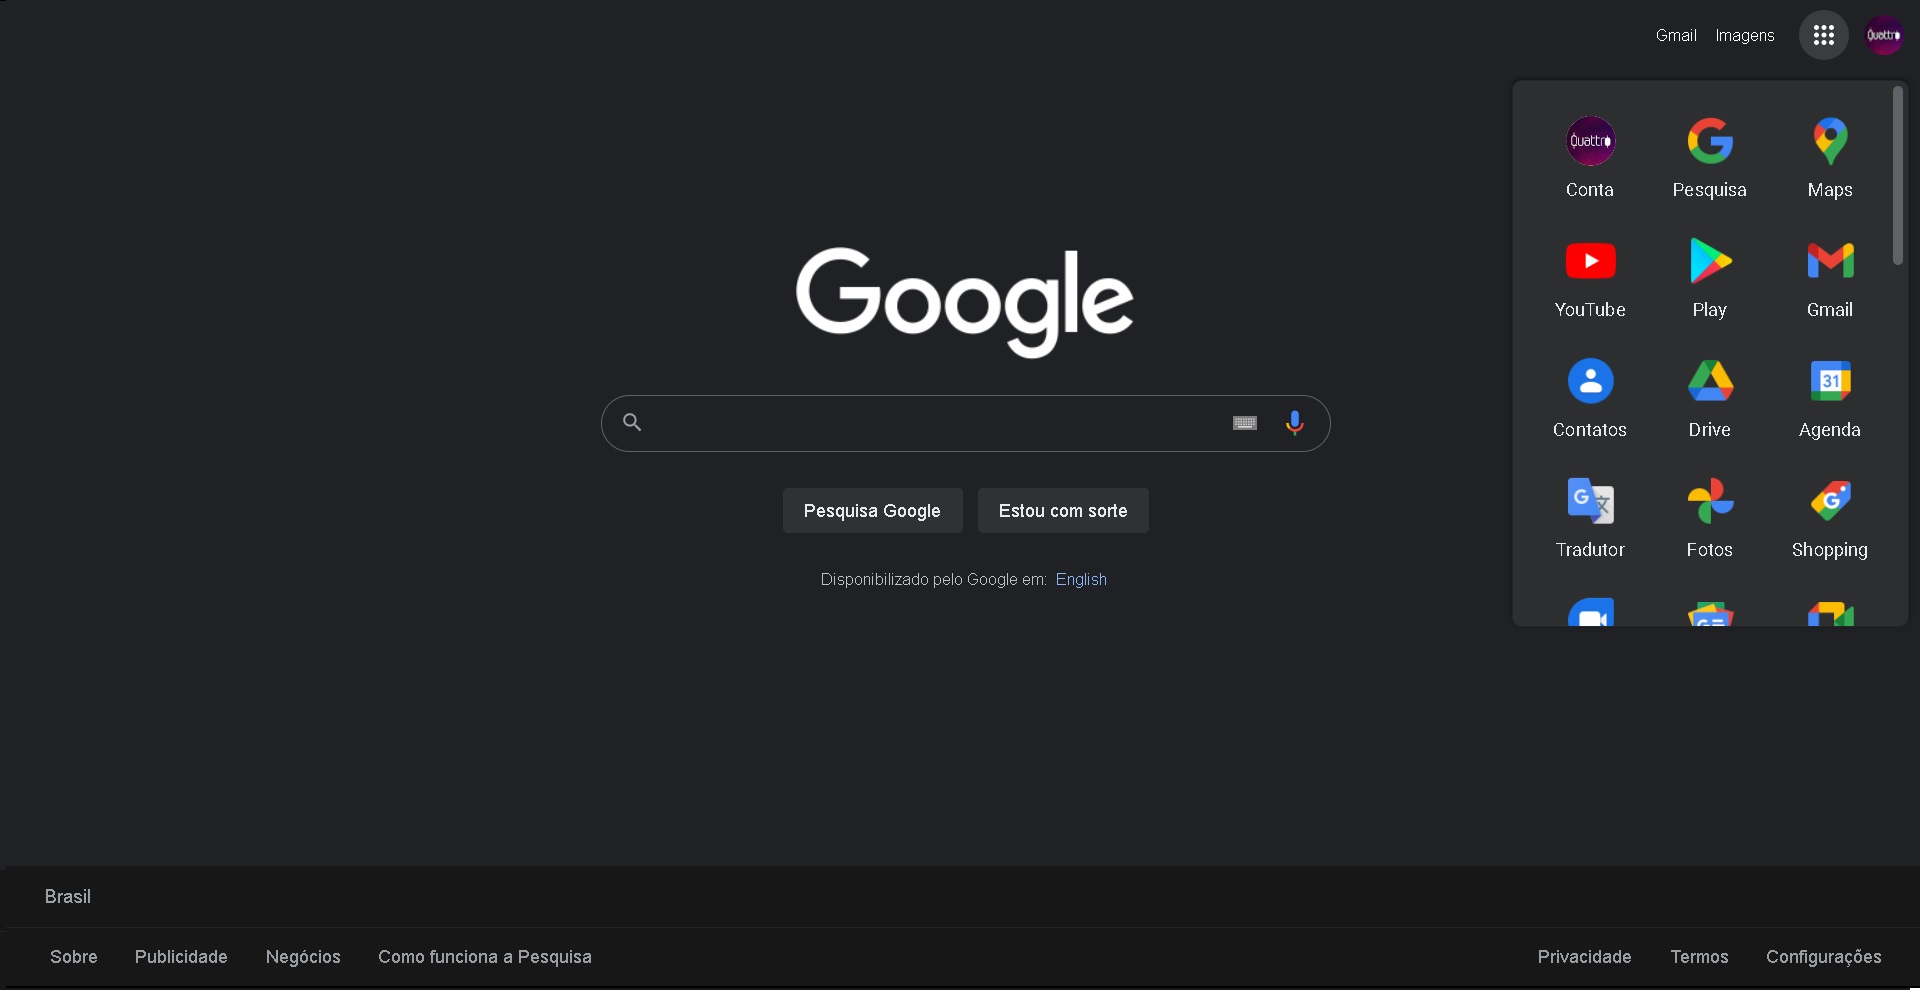 Gmail Imagens Quattro
Quattro
Conta Pesquisa Maps
YouTube Play Gmail
31
Contatos Drive Agenda
G 文 G
Tradutor Fotos Shopping
Google
Pesquisa Google Estou com sorte
Disponibilizado pelo Google em: English
Brasil
Sobre Publicidade Negócios Como funciona a Pesquisa Privacidade Termos Configurações